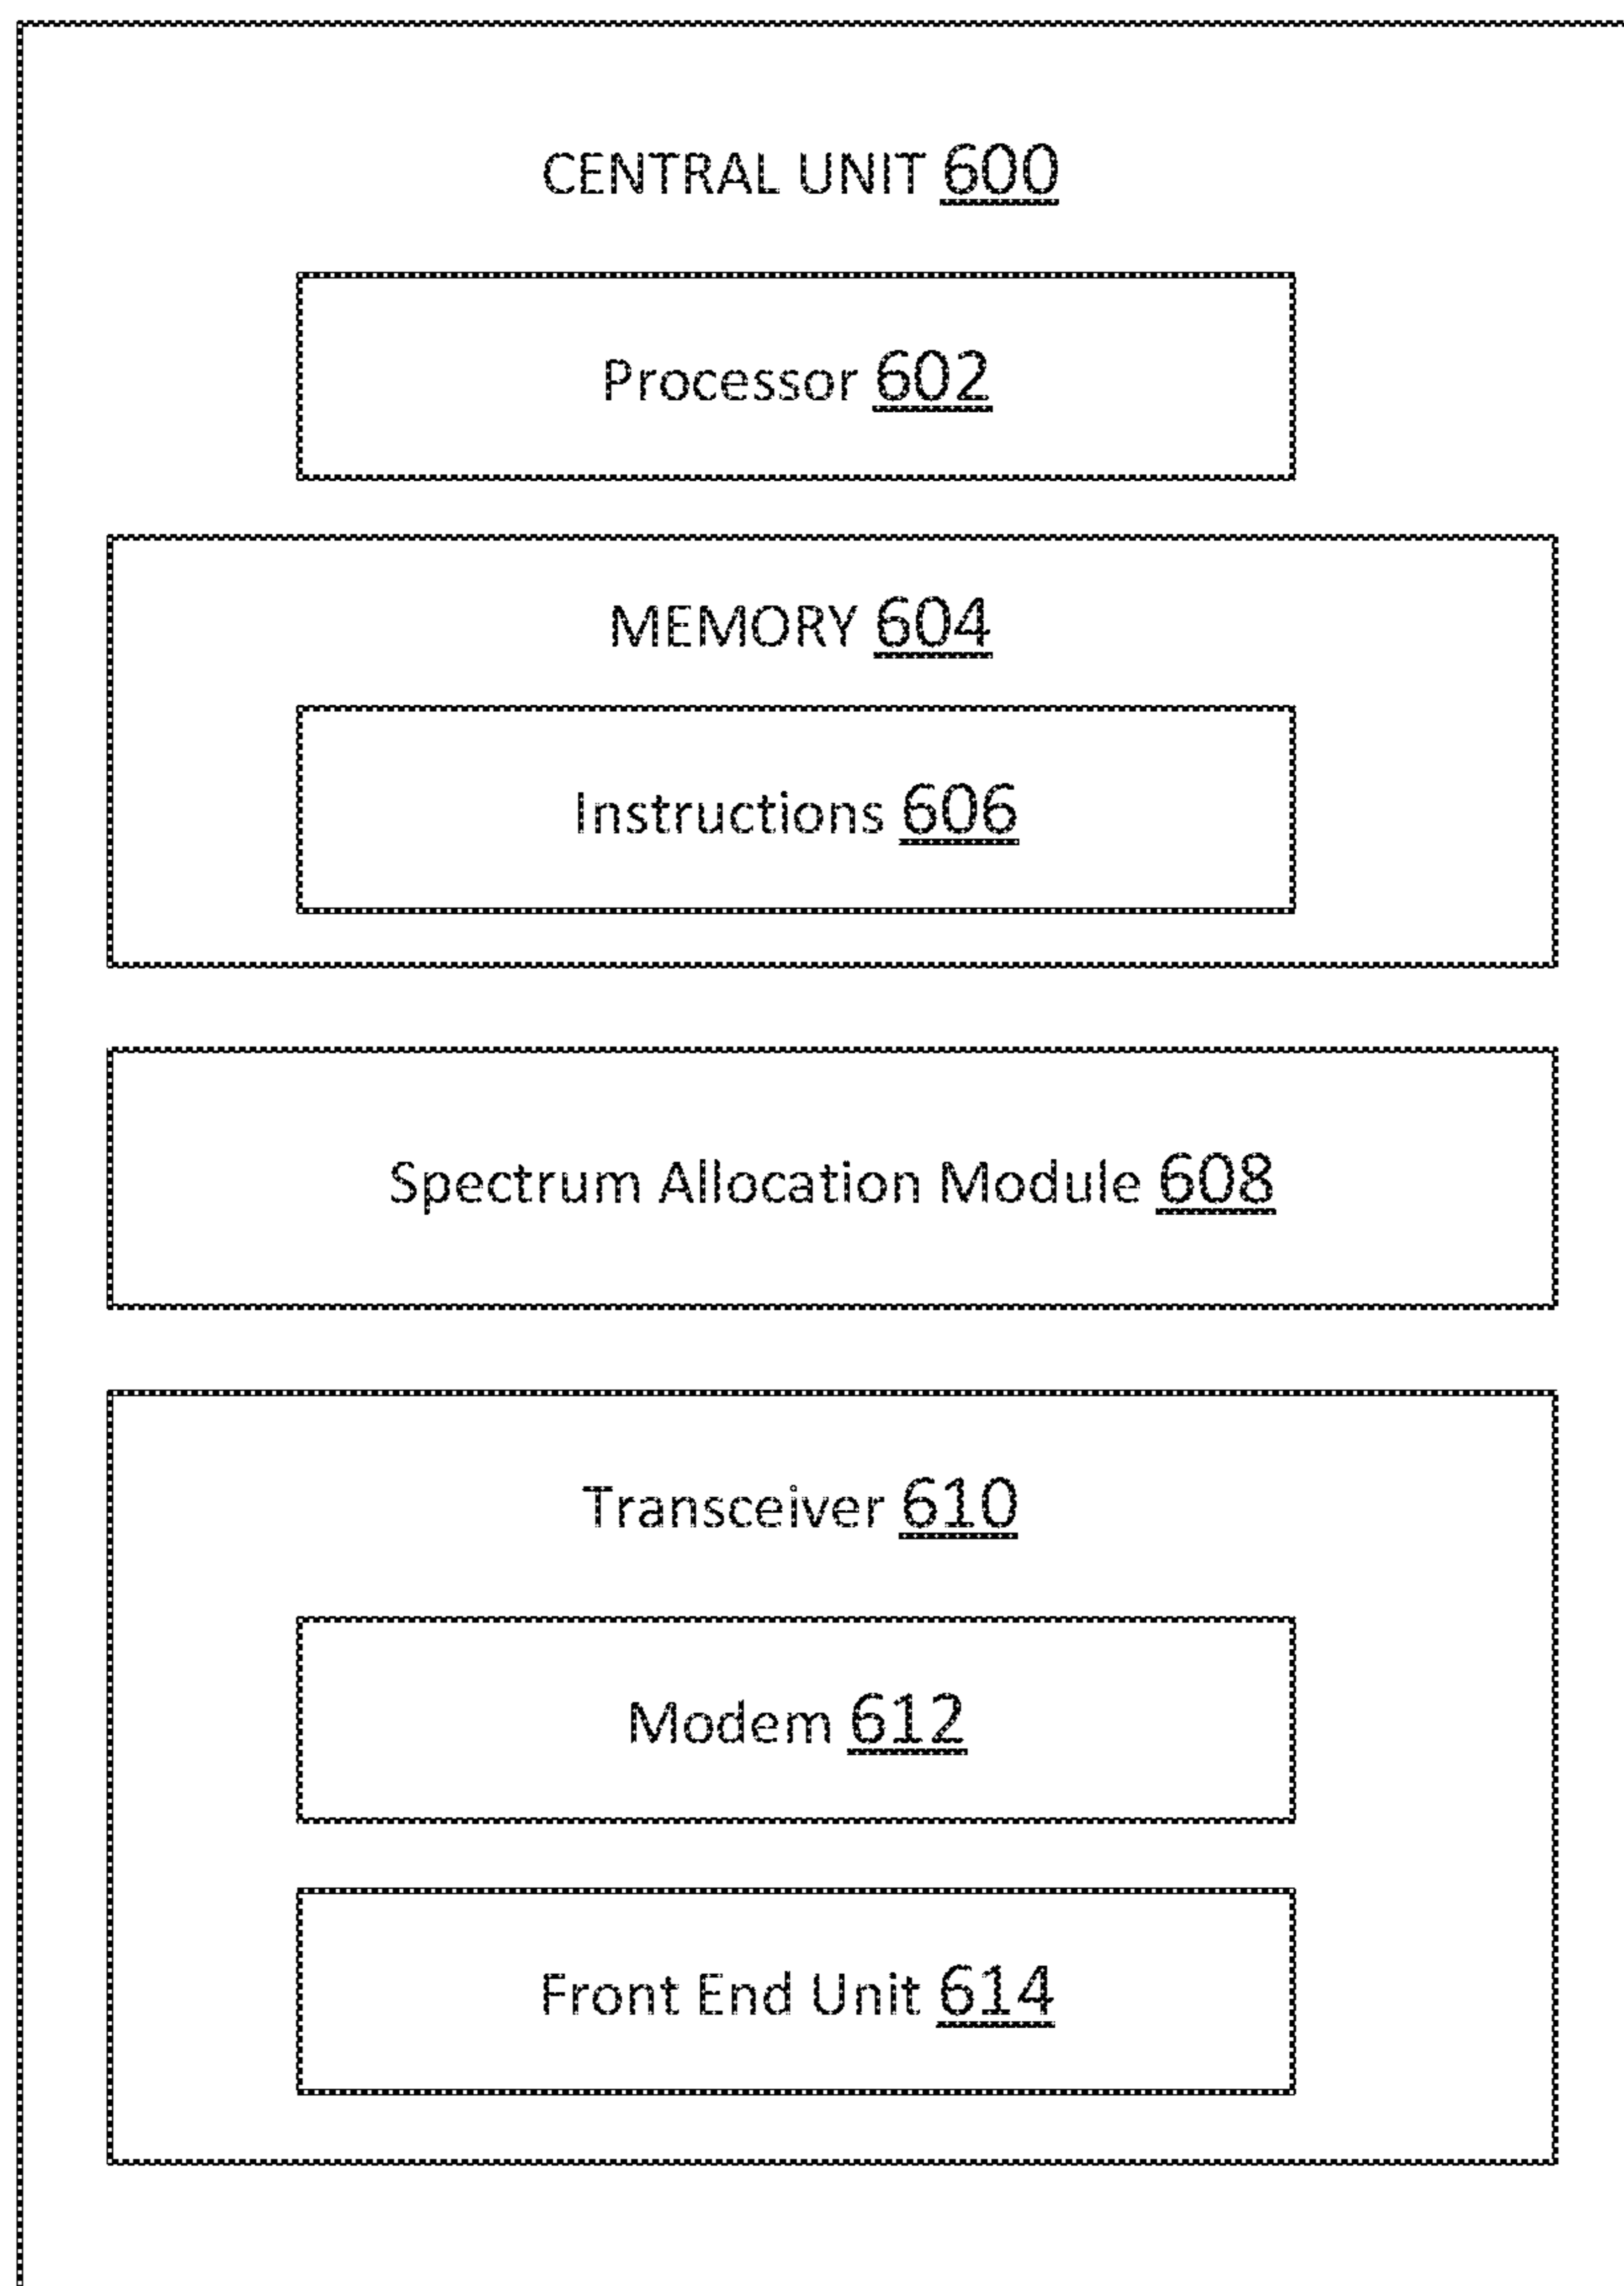 CENTRAL UNIT 600
Processor 602
MEMORY 604
Instructions 606
Spectrum Allocation Module 608
Transceiver 610
Modem 612
Front End Unit 614